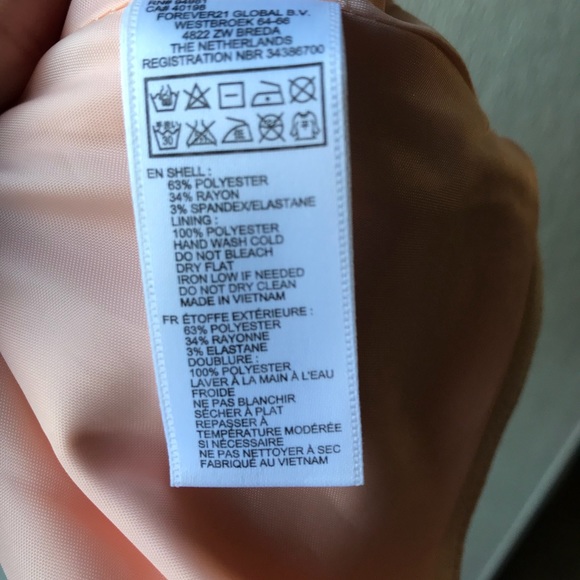 CA# 40198
FOREVER21 GLOBAL B.V.
WESTBROEK 64-66
4822 ZW BREDA
THE NETHERLANDS
REGISTRATION NBR 34386700
30
EN SHELL :
63% POLYESTER
34% RAYON
3% SPANDEX/ELASTANE
LINING :
100% POLYESTER
HAND WASH COLD
DO NOT BLEACH
DRY FLAT
IRON LOW IF NEEDED
DO NOT DRY CLEAN
MADE IN VIETNAM
FR ÉTOFFE EXTÉRIEURE :
63% POLYESTER
34% RAYONNE
3% ELASTANE
DOUBLURE :
100% POLYESTER
LAVER À LA MAIN À L'EAU
FROIDE
NE PAS BLANCHIR
SÉCHER À PLAT
REPASSER À
TEMPÉRATURE MODÉRÉE
SI NÉCESSAIRE
NE PAS NETTOYER À SEC
FABRIQUÉ AU VIETNAM